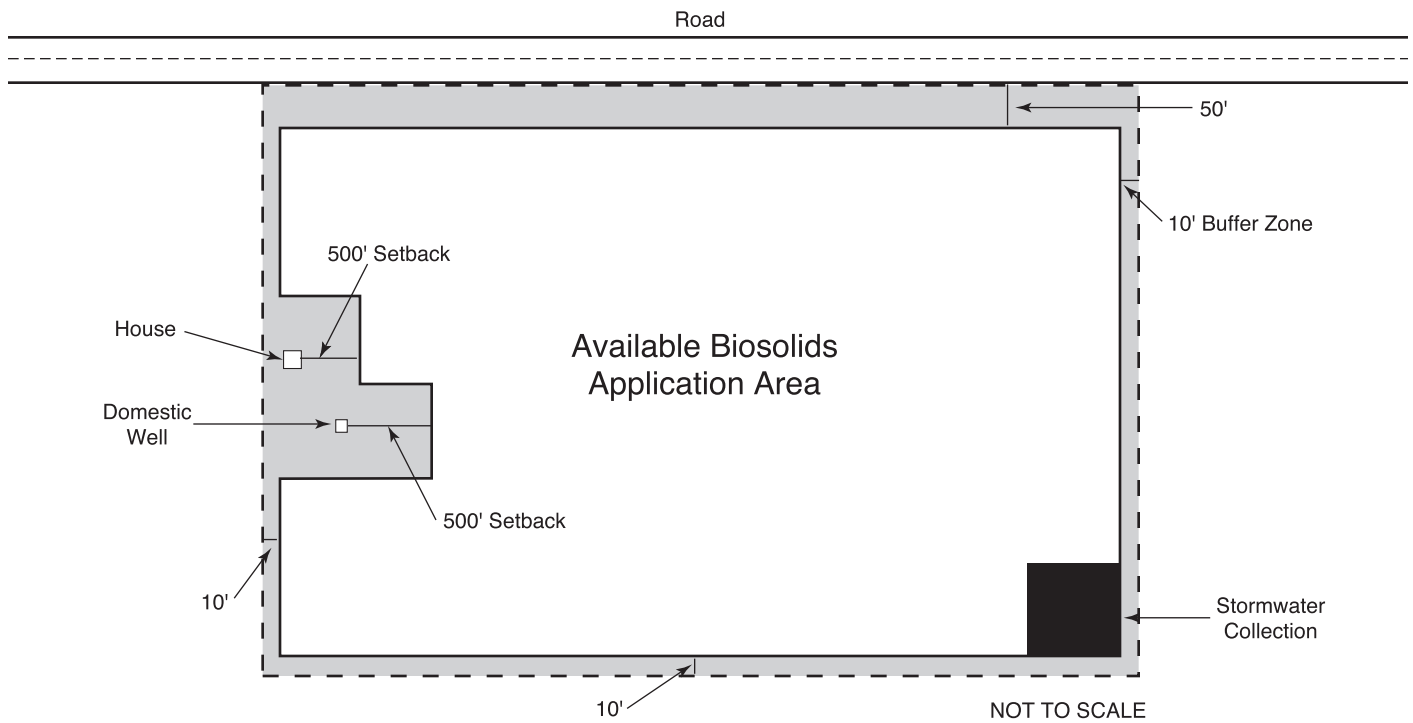 Road
50'
10' Buffer Zone
500' Setback
House
Available Biosolids
Application Area
Domestic
Well
500' Setback
10'
Stormwater
Collection
10'
NOT TO SCALE